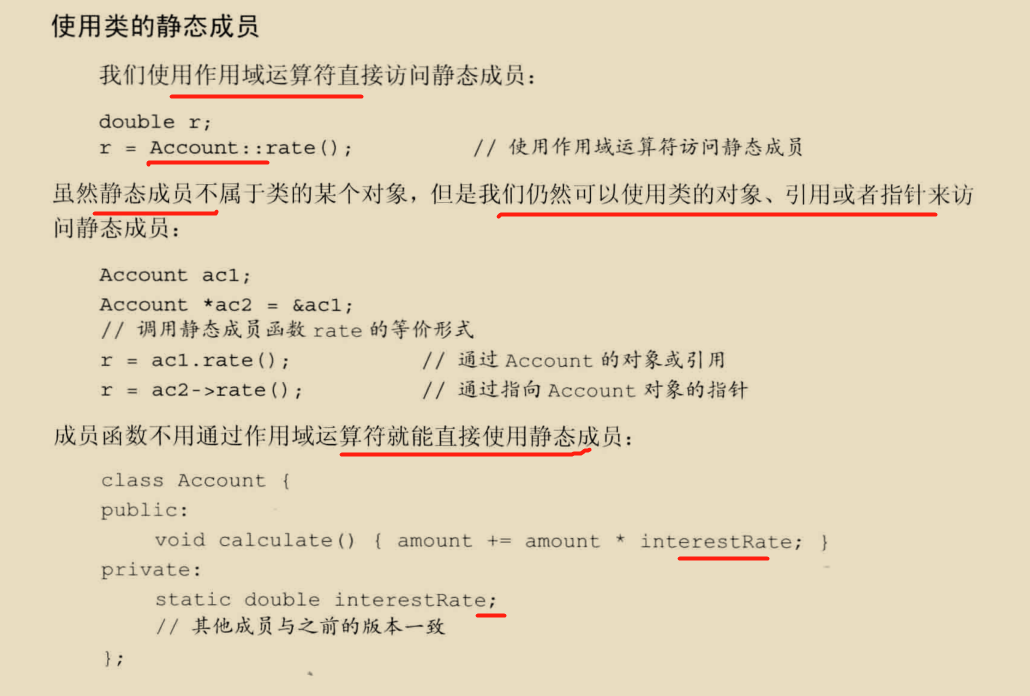 使用类的静态成员
我们使用作用域运算符直接访问静态成员：
double r;
r = Account::rate(); // 使用作用域运算符访问静态成员
虽然静态成员不属于类的某个对象，但是我们仍然可以使用类的对象、引用或者指针来访
问静态成员：
Account ac1;
Account *ac2 = &ac1;
// 调用静态成员函数 rate 的等价形式
r = ac1.rate(); // 通过 Account 的对象或引用
r = ac2->rate(); // 通过指向 Account 对象的指针
成员函数不用通过作用域运算符就能直接使用静态成员：
class Account {
public:
void calculate() { amount += amount * interestRate; }
private:
static double interestRate;
// 其他成员与之前的版本一致
};